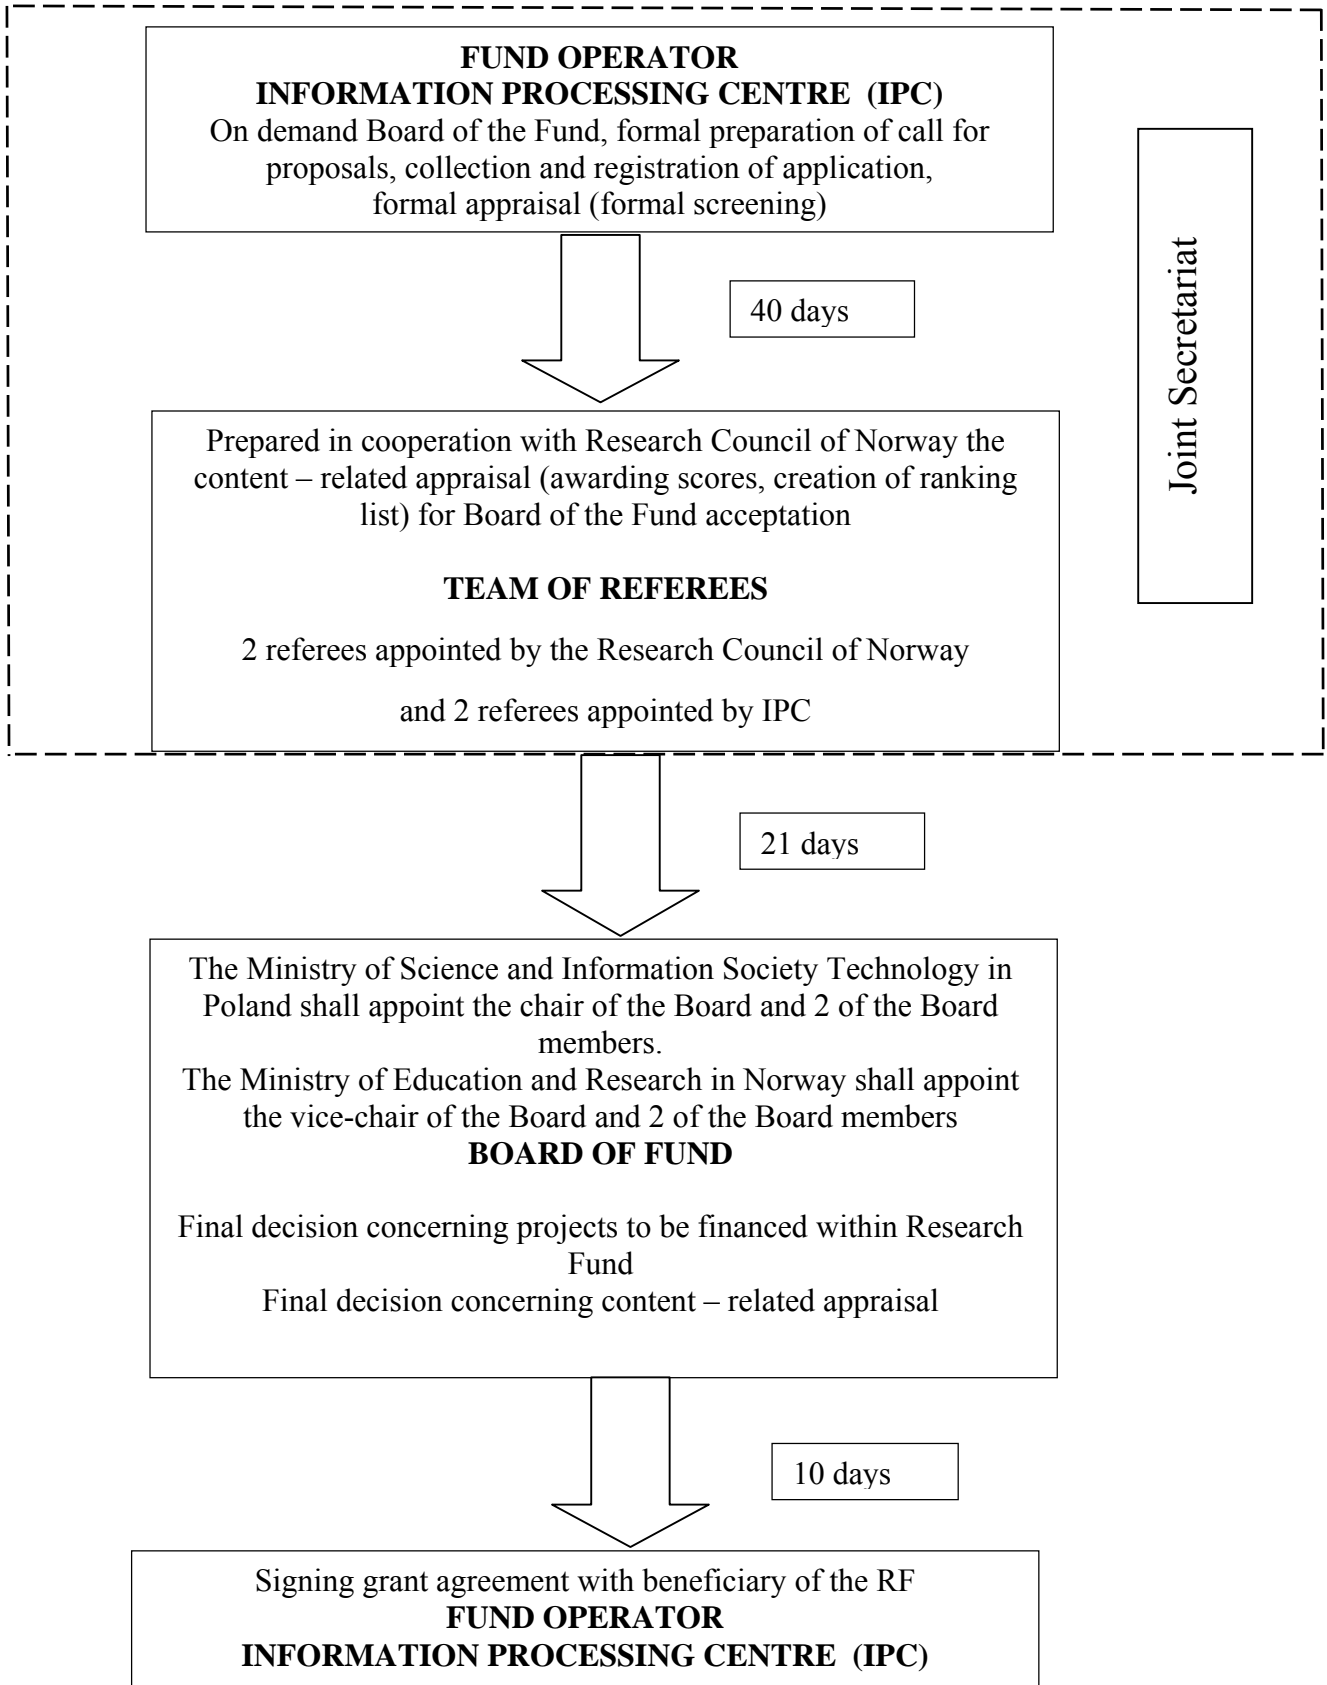 FUND OPERATOR
INFORMATION PROCESSING CENTRE (IPC)
On demand Board of the Fund, formal preparation of call for
proposals, collection and registration of application,
formal appraisal (formal screening)
Joint Secretariat
40 days
Prepared in cooperation with Research Council of Norway the
content – related appraisal (awarding scores, creation of ranking
list) for Board of the Fund acceptation
TEAM OF REFEREES
2 referees appointed by the Research Council of Norway
and 2 referees appointed by IPC
21 days
The Ministry of Science and Information Society Technology in
Poland shall appoint the chair of the Board and 2 of the Board
members.
The Ministry of Education and Research in Norway shall appoint
the vice-chair of the Board and 2 of the Board members
BOARD OF FUND
Final decision concerning projects to be financed within Research
Fund
Final decision concerning content – related appraisal
10 days
Signing grant agreement with beneficiary of the RF
FUND OPERATOR
INFORMATION PROCESSING CENTRE (IPC)